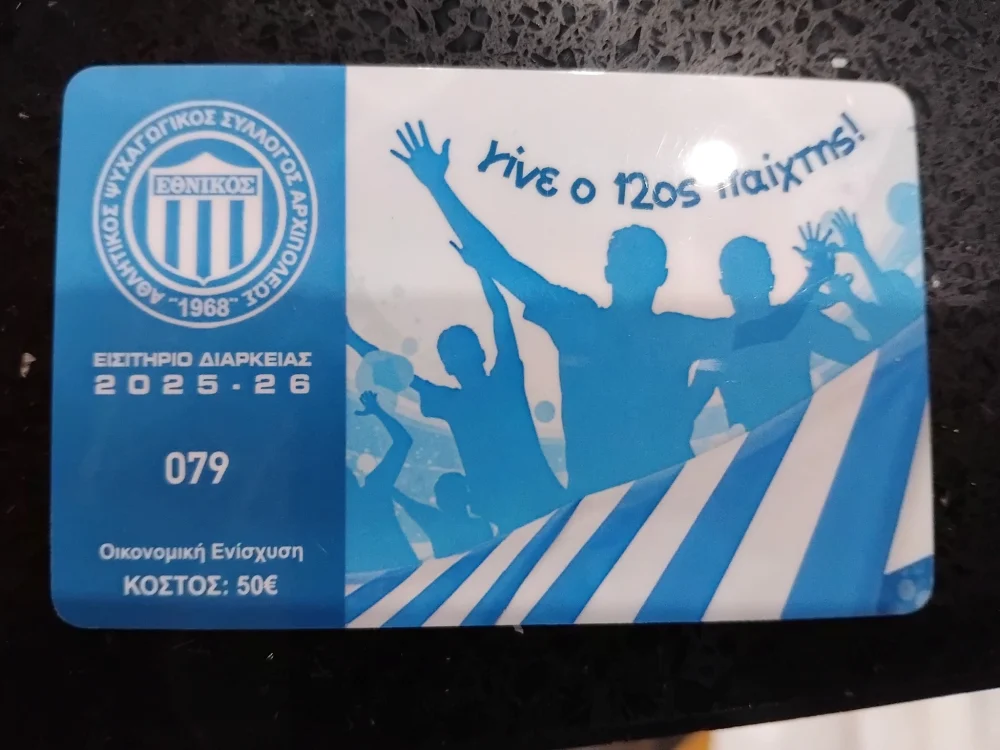 ΑΘΛΗΤΙΚΟΣ ΨΥΧΑΓΩΓΙΚΟΣ ΣΥΛΛΟΓΟΣ ΑΡΧΙΠΟΛΕΩΣ
ΕΘΝΙΚΟΣ
"1968"
ΕΙΣΙΤΗΡΙΟ ΔΙΑΡΚΕΙΑΣ
2025-26
079
Οικονομική Ενίσχυση
ΚΟΣΤΟΣ: 50€
γίνε ο 12ος παίχτης!